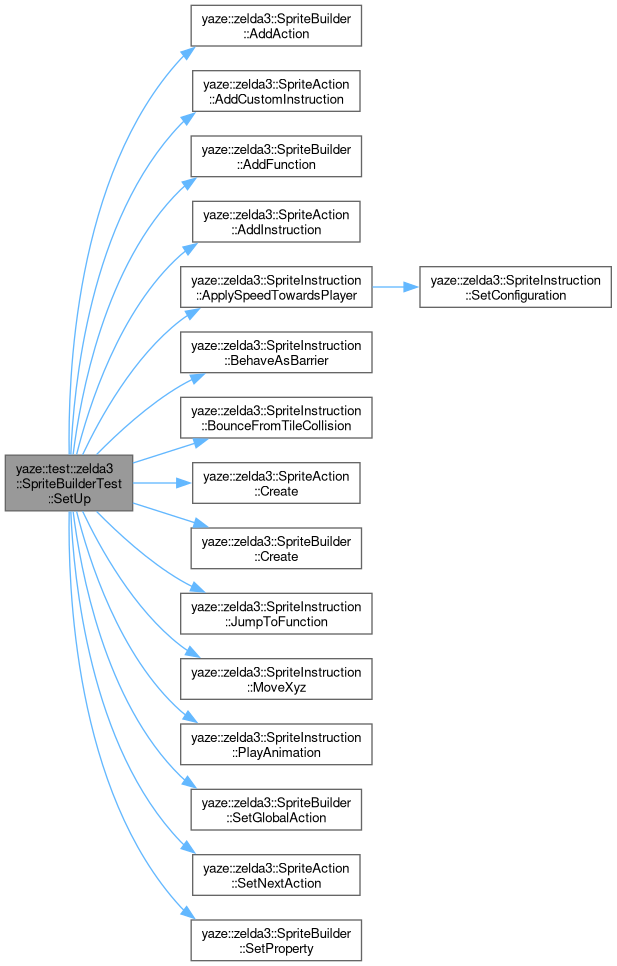 yaze::zelda3::SpriteBuilder
::AddAction
yaze::zelda3::SpriteAction
::AddCustomInstruction
yaze::zelda3::SpriteBuilder
::AddFunction
yaze::zelda3::SpriteAction
::AddInstruction
yaze::zelda3::SpriteInstruction
::ApplySpeedTowardsPlayer
yaze::zelda3::SpriteInstruction
::SetConfiguration
yaze::zelda3::SpriteInstruction
::BehaveAsBarrier
yaze::zelda3::SpriteInstruction
::BounceFromTileCollision
yaze::test::zelda3
::SpriteBuilderTest
::SetUp
yaze::zelda3::SpriteAction
::Create
yaze::zelda3::SpriteBuilder
::Create
yaze::zelda3::SpriteInstruction
::JumpToFunction
yaze::zelda3::SpriteInstruction
::MoveXyz
yaze::zelda3::SpriteInstruction
::PlayAnimation
yaze::zelda3::SpriteBuilder
::SetGlobalAction
yaze::zelda3::SpriteAction
::SetNextAction
yaze::zelda3::SpriteBuilder
::SetProperty